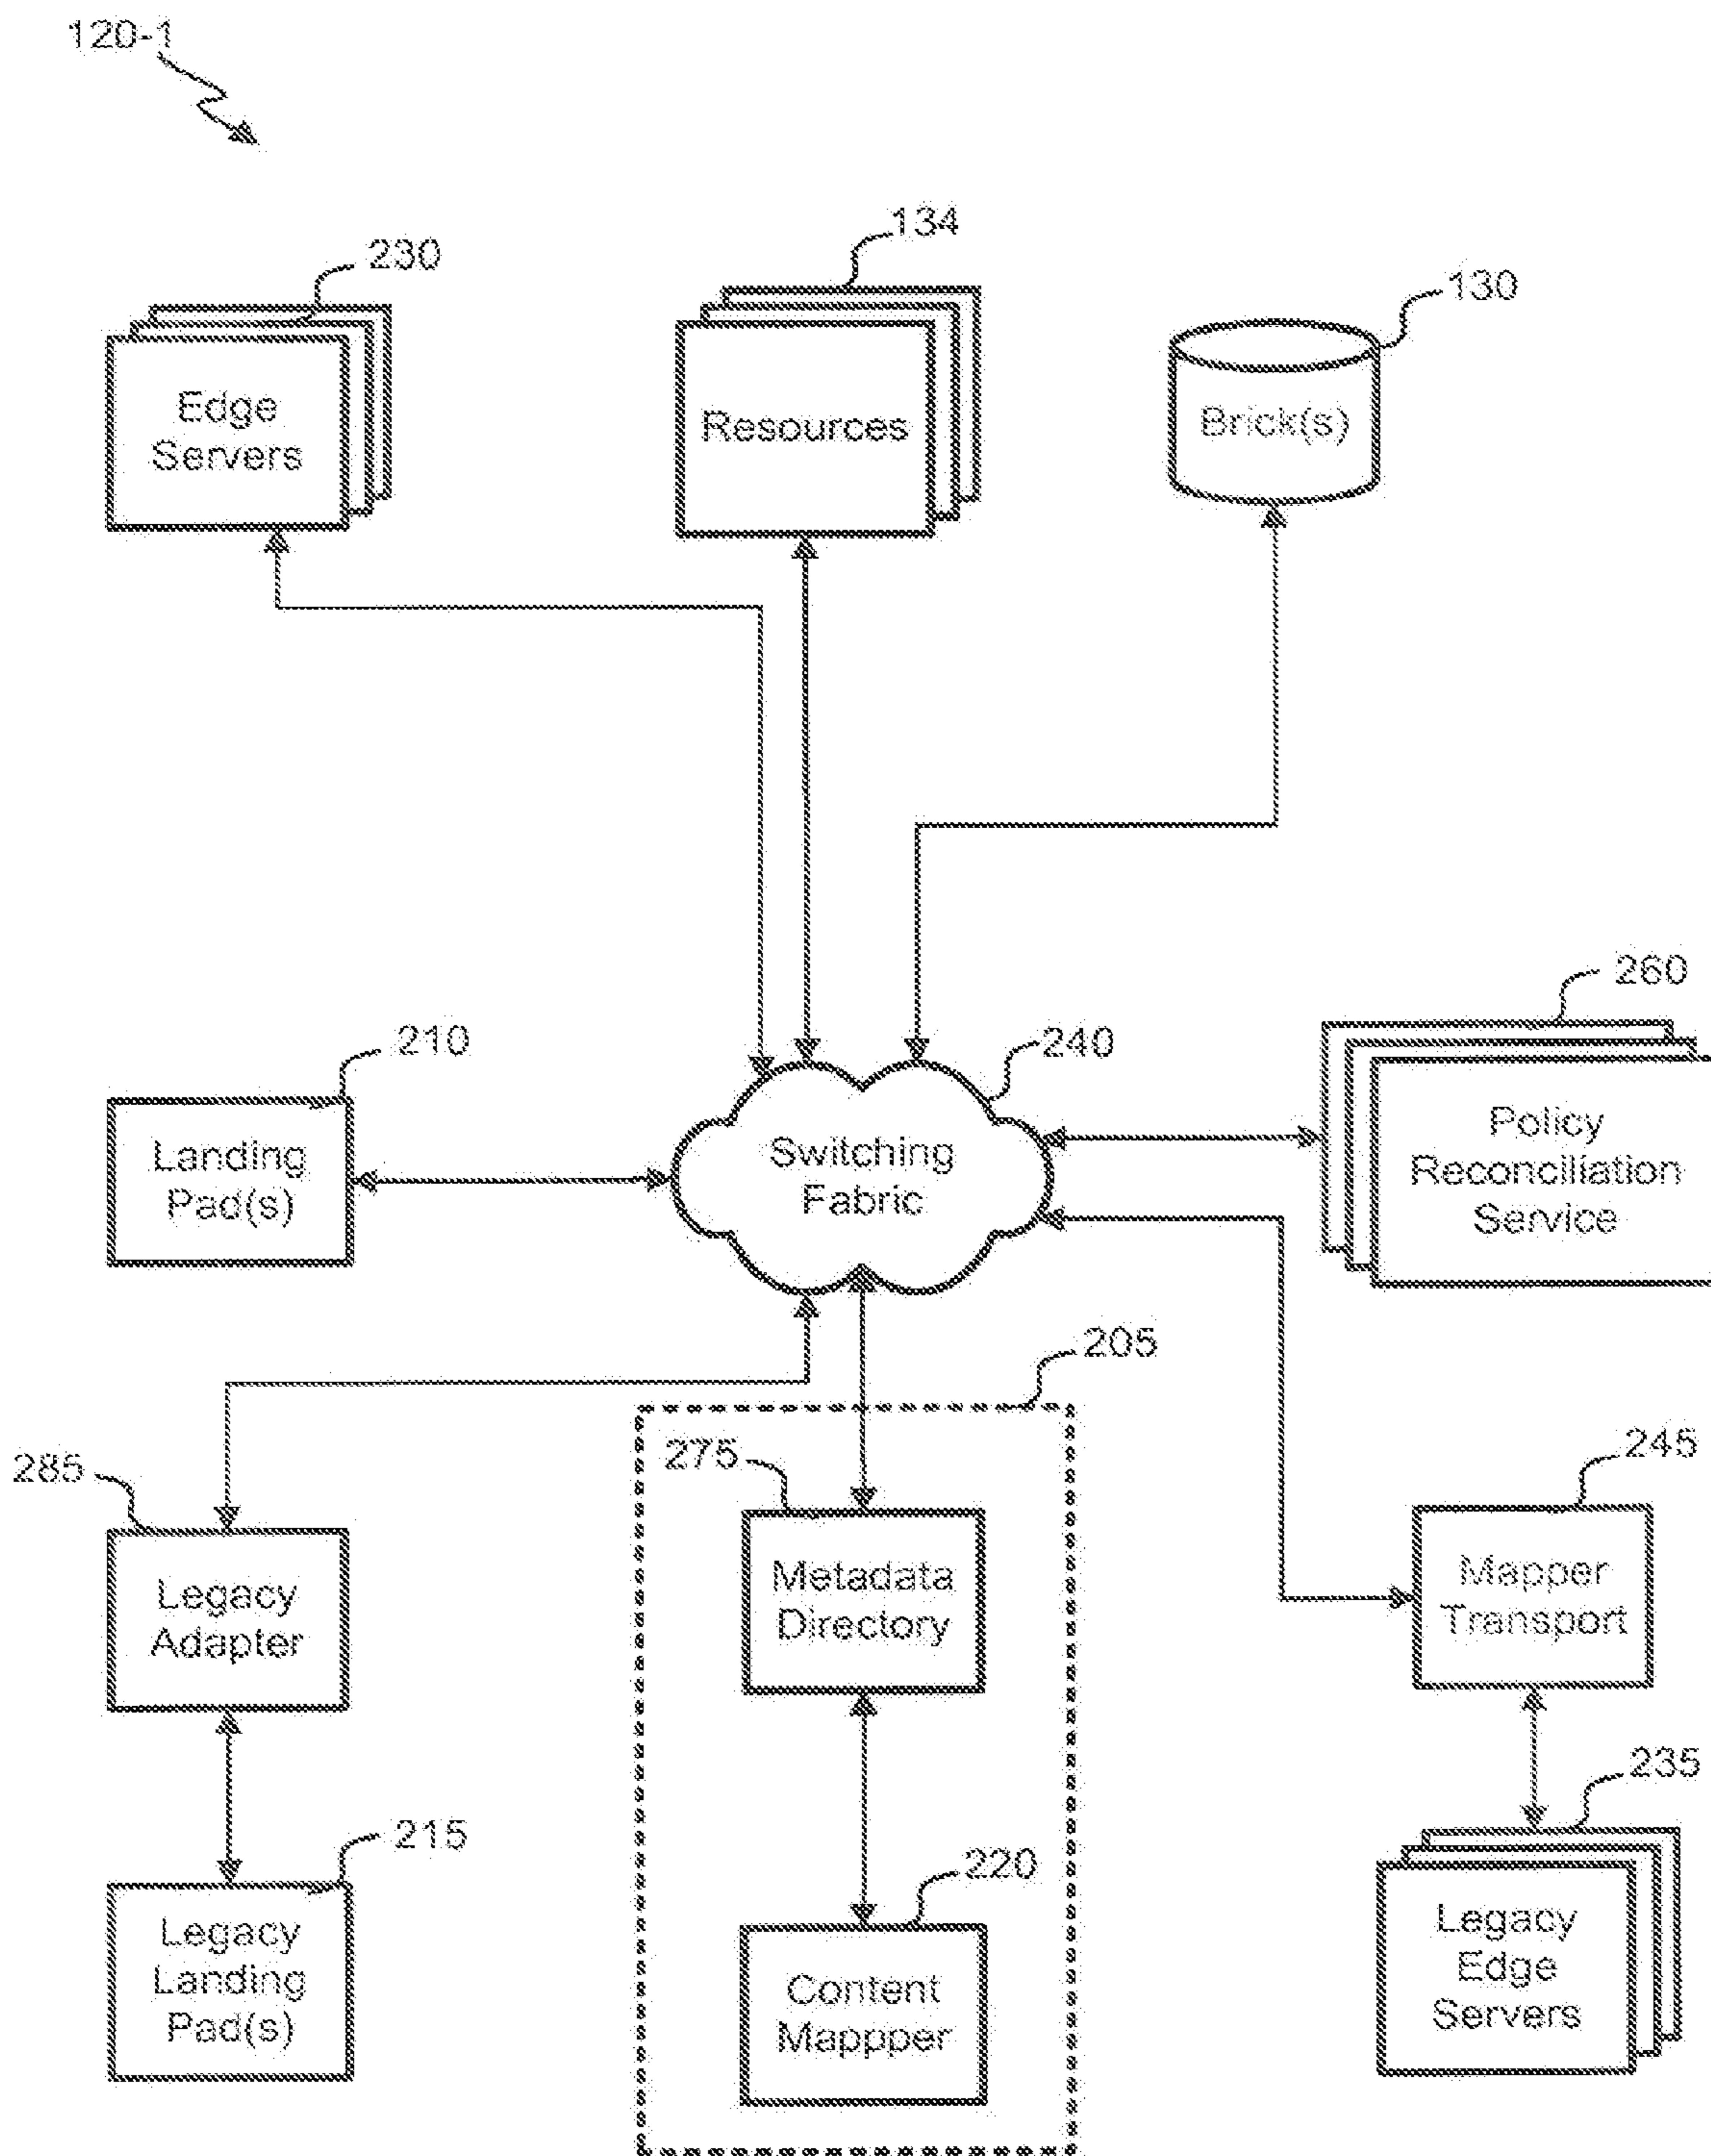 120-1
230
134
130
Edge
Servers
Resources
Brick(s)
260
210
240
Landing
Pad(s)
Switching
Fabric
Policy
Reconciliation
Service
205
285
275
245
Legacy
Adapter
Metadata
Directory
Mapper
Transport
235
215
220
Legacy
Landing
Pad(s)
Content
Mappper
Legacy
Edge
Servers